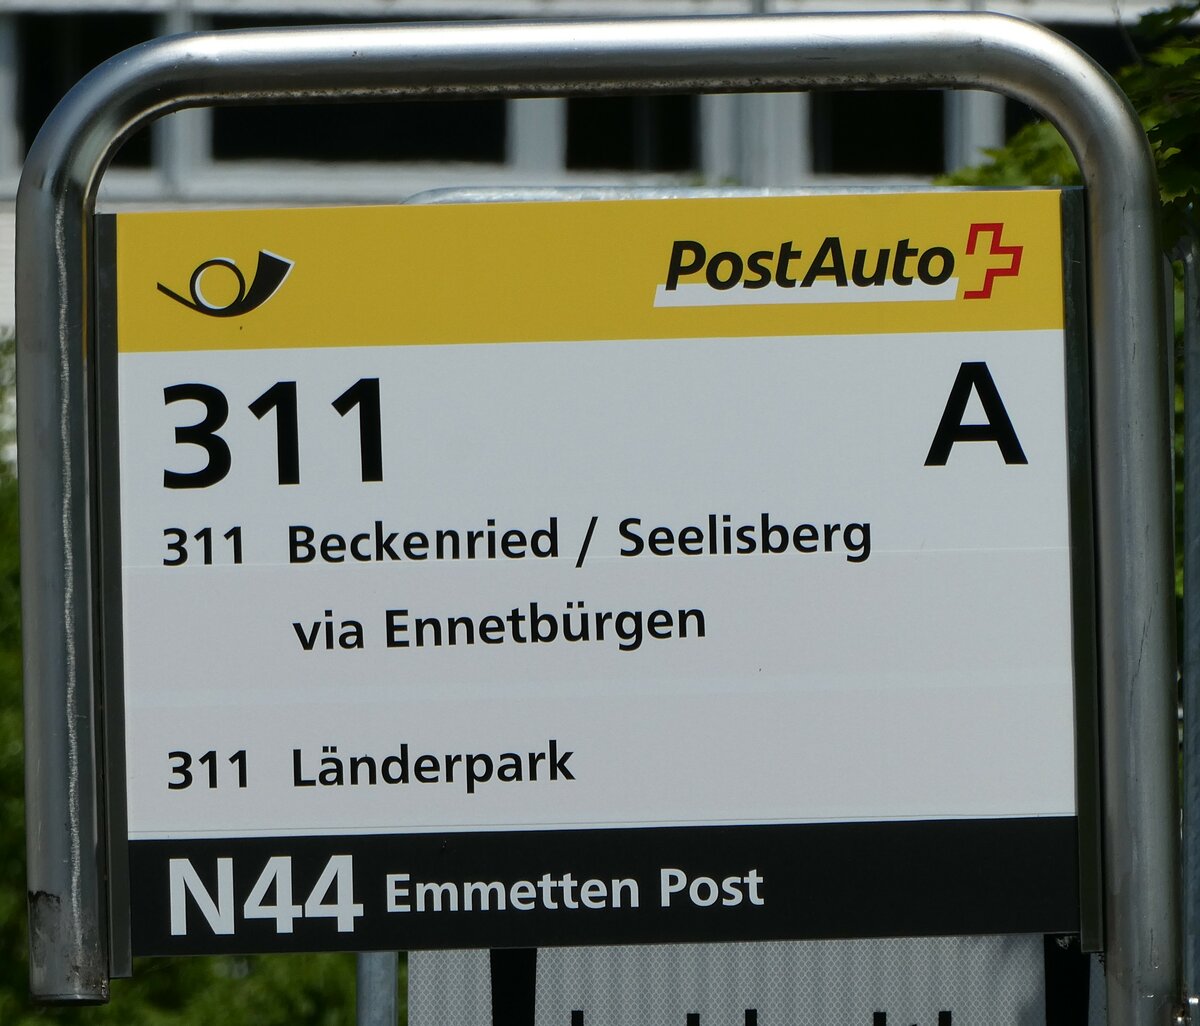 PostAuto
311 A
311 Beckenried / Seelisberg
via Ennetbürgen
311 Länderpark
N44 Emmetten Post